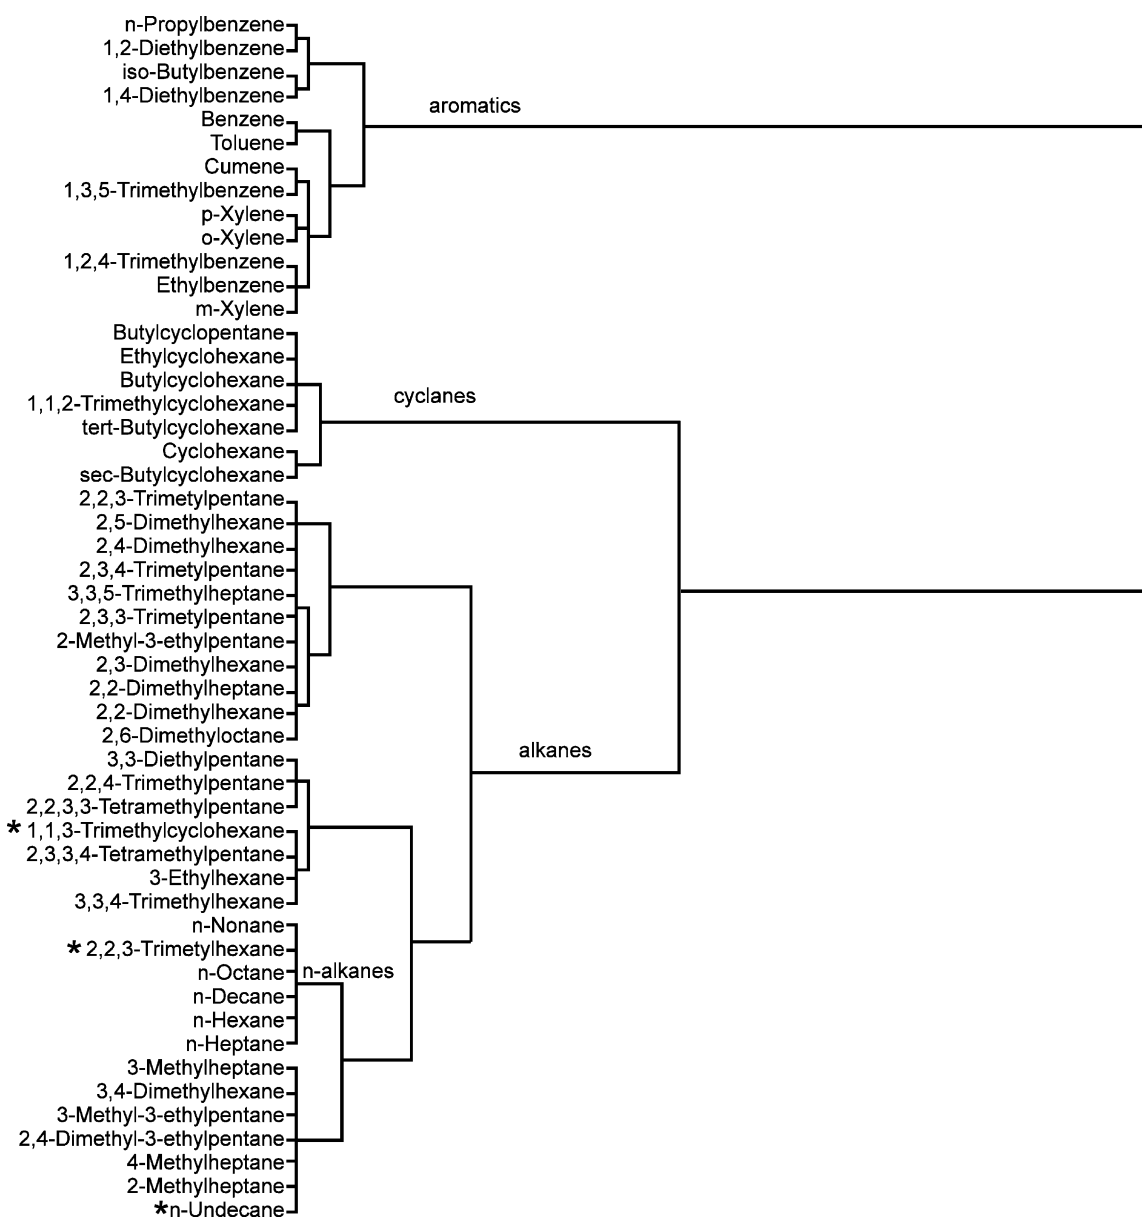 n-Propylbenzene
1,2-Diethylbenzene
iso-Butylbenzene
1,4-Diethylbenzene
aromatics
Benzene
Toluene
Cumene
1,3,5-Trimethylbenzene
p-Xylene
o-Xylene
1,2,4-Trimethylbenzene
Ethylbenzene
m-Xylene
Butylcyclopentane
Ethylcyclohexane
Butylcyclohexane
cyclanes
1,1,2-Trimethylcyclohexane
tert-Butylcyclohexane
Cyclohexane
sec-Butylcyclohexane
2,2,3-Trimetylpentane
2,5-Dimethylhexane
2,4-Dimethylhexane
2,3,4-Trimetylpentane
3,3,5-Trimethylheptane
2,3,3-Trimetylpentane
2-Methyl-3-ethylpentane
2,3-Dimethylhexane
2,2-Dimethylheptane
2,2-Dimethylhexane
2,6-Dimethyloctane
alkanes
3,3-Diethylpentane
2,2,4-Trimethylpentane
2,2,3,3-Tetramethylpentane
* 1,1,3-Trimethylcyclohexane
2,3,3,4-Tetramethylpentane
3-Ethylhexane
3,3,4-Trimethylhexane
n-Nonane
* 2,2,3-Trimetylhexane
n-Octane n-alkanes
n-Decane
n-Hexane
n-Heptane
3-Methylheptane
3,4-Dimethylhexane
3-Methyl-3-ethylpentane
2,4-Dimethyl-3-ethylpentane
4-Methylheptane
2-Methylheptane
*n-Undecane